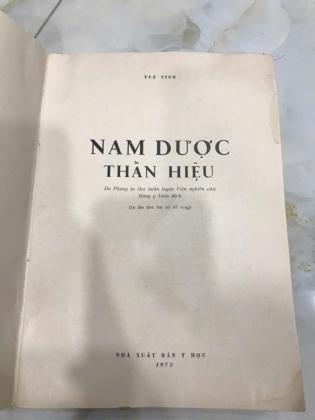 TUỆ TĨNH
NAM DƯỢC
THẦN HIỆU
Do Phòng tu thư huấn luyện Viện nghiên cứu
Đông y phiên dịch
(In lần thứ hai có bổ sung)
NHÀ XUẤT BẢN Y HỌC
1972